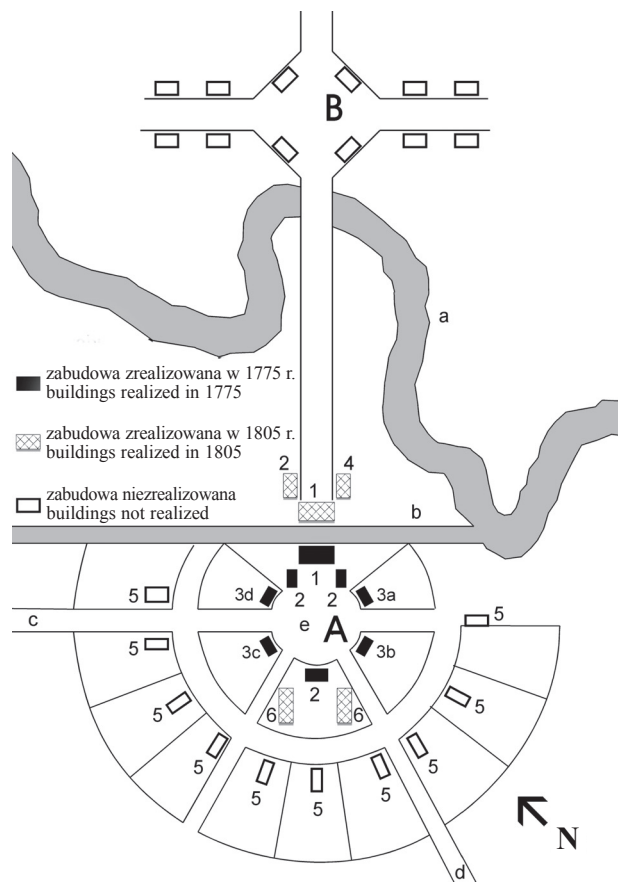 B
a
zabudowa zrealizowana w 1775 r.
buildings realized in 1775
zabudowa zrealizowana w 1805 r.
buildings realized in 1805
zabudowa niezrealizowana
buildings not realized
2 1 4
b
1
5 3d 2 2 3a
c e A 5
5 3c 3b
2
5 6 6 5
5 5
5 5 5
N
d